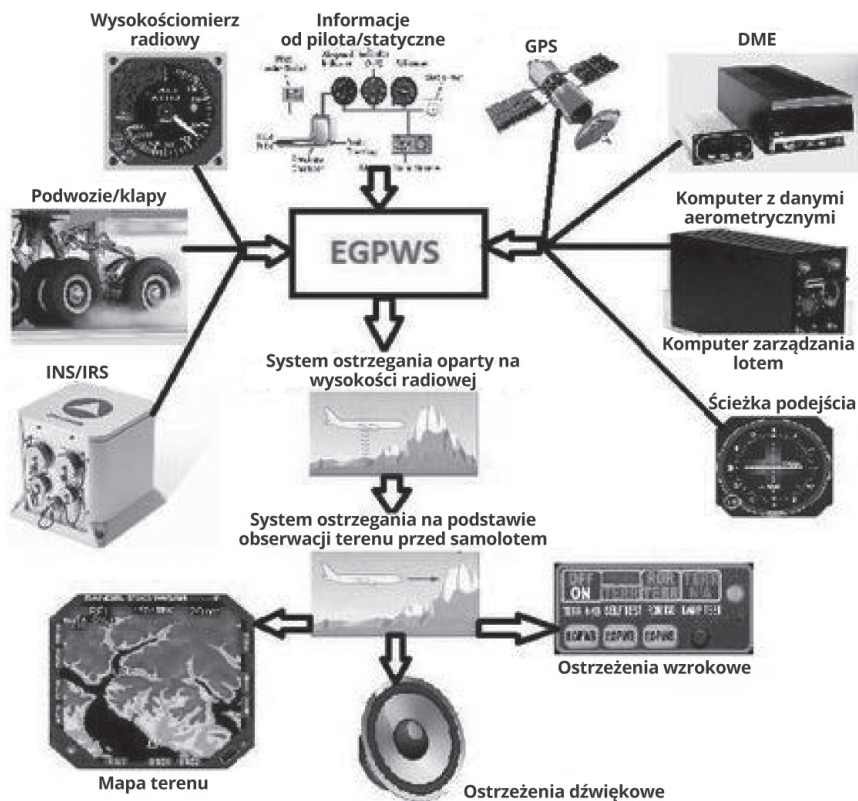 Wysokościomierz
radiowy
Informacje
od pilota/statyczne
GPS
DME
Podwozie/klapy
Komputer z danymi
aerometrycznymi
EGPWS
Komputer zarządzania
lotem
INS/IRS
System ostrzegania oparty na
wysokości radiowej
Ścieżka podejścia
System ostrzegania na podstawie
obserwacji terenu przed samolotem
OFF
ON
SELF TEST
EGPWS EGPWS EGPWS
Ostrzeżenia wzrokowe
Mapa terenu
Ostrzeżenia dźwiękowe